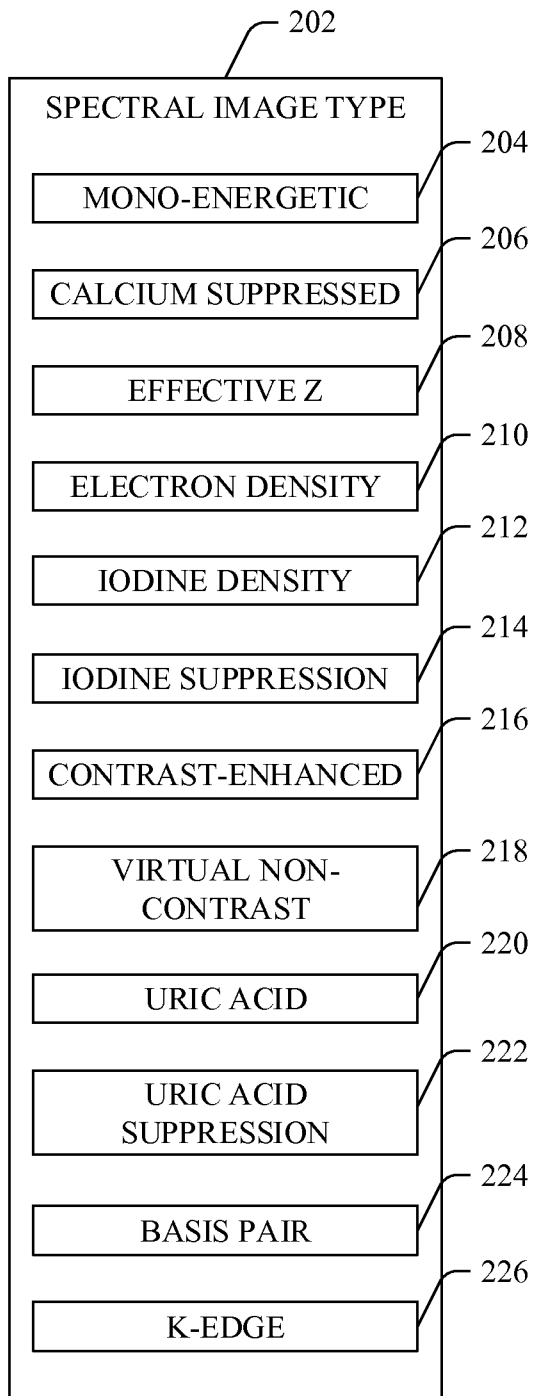 202
SPECTRAL IMAGE TYPE
204
MONO-ENERGETIC
206
CALCIUM SUPPRESSED
208
EFFECTIVE Z
210
ELECTRON DENSITY
212
IODINE DENSITY
214
IODINE SUPPRESSION
216
CONTRAST-ENHANCED
218
VIRTUAL NON-
CONTRAST
220
URIC ACID
222
URIC ACID
SUPPRESSION
224
BASIS PAIR
226
K-EDGE